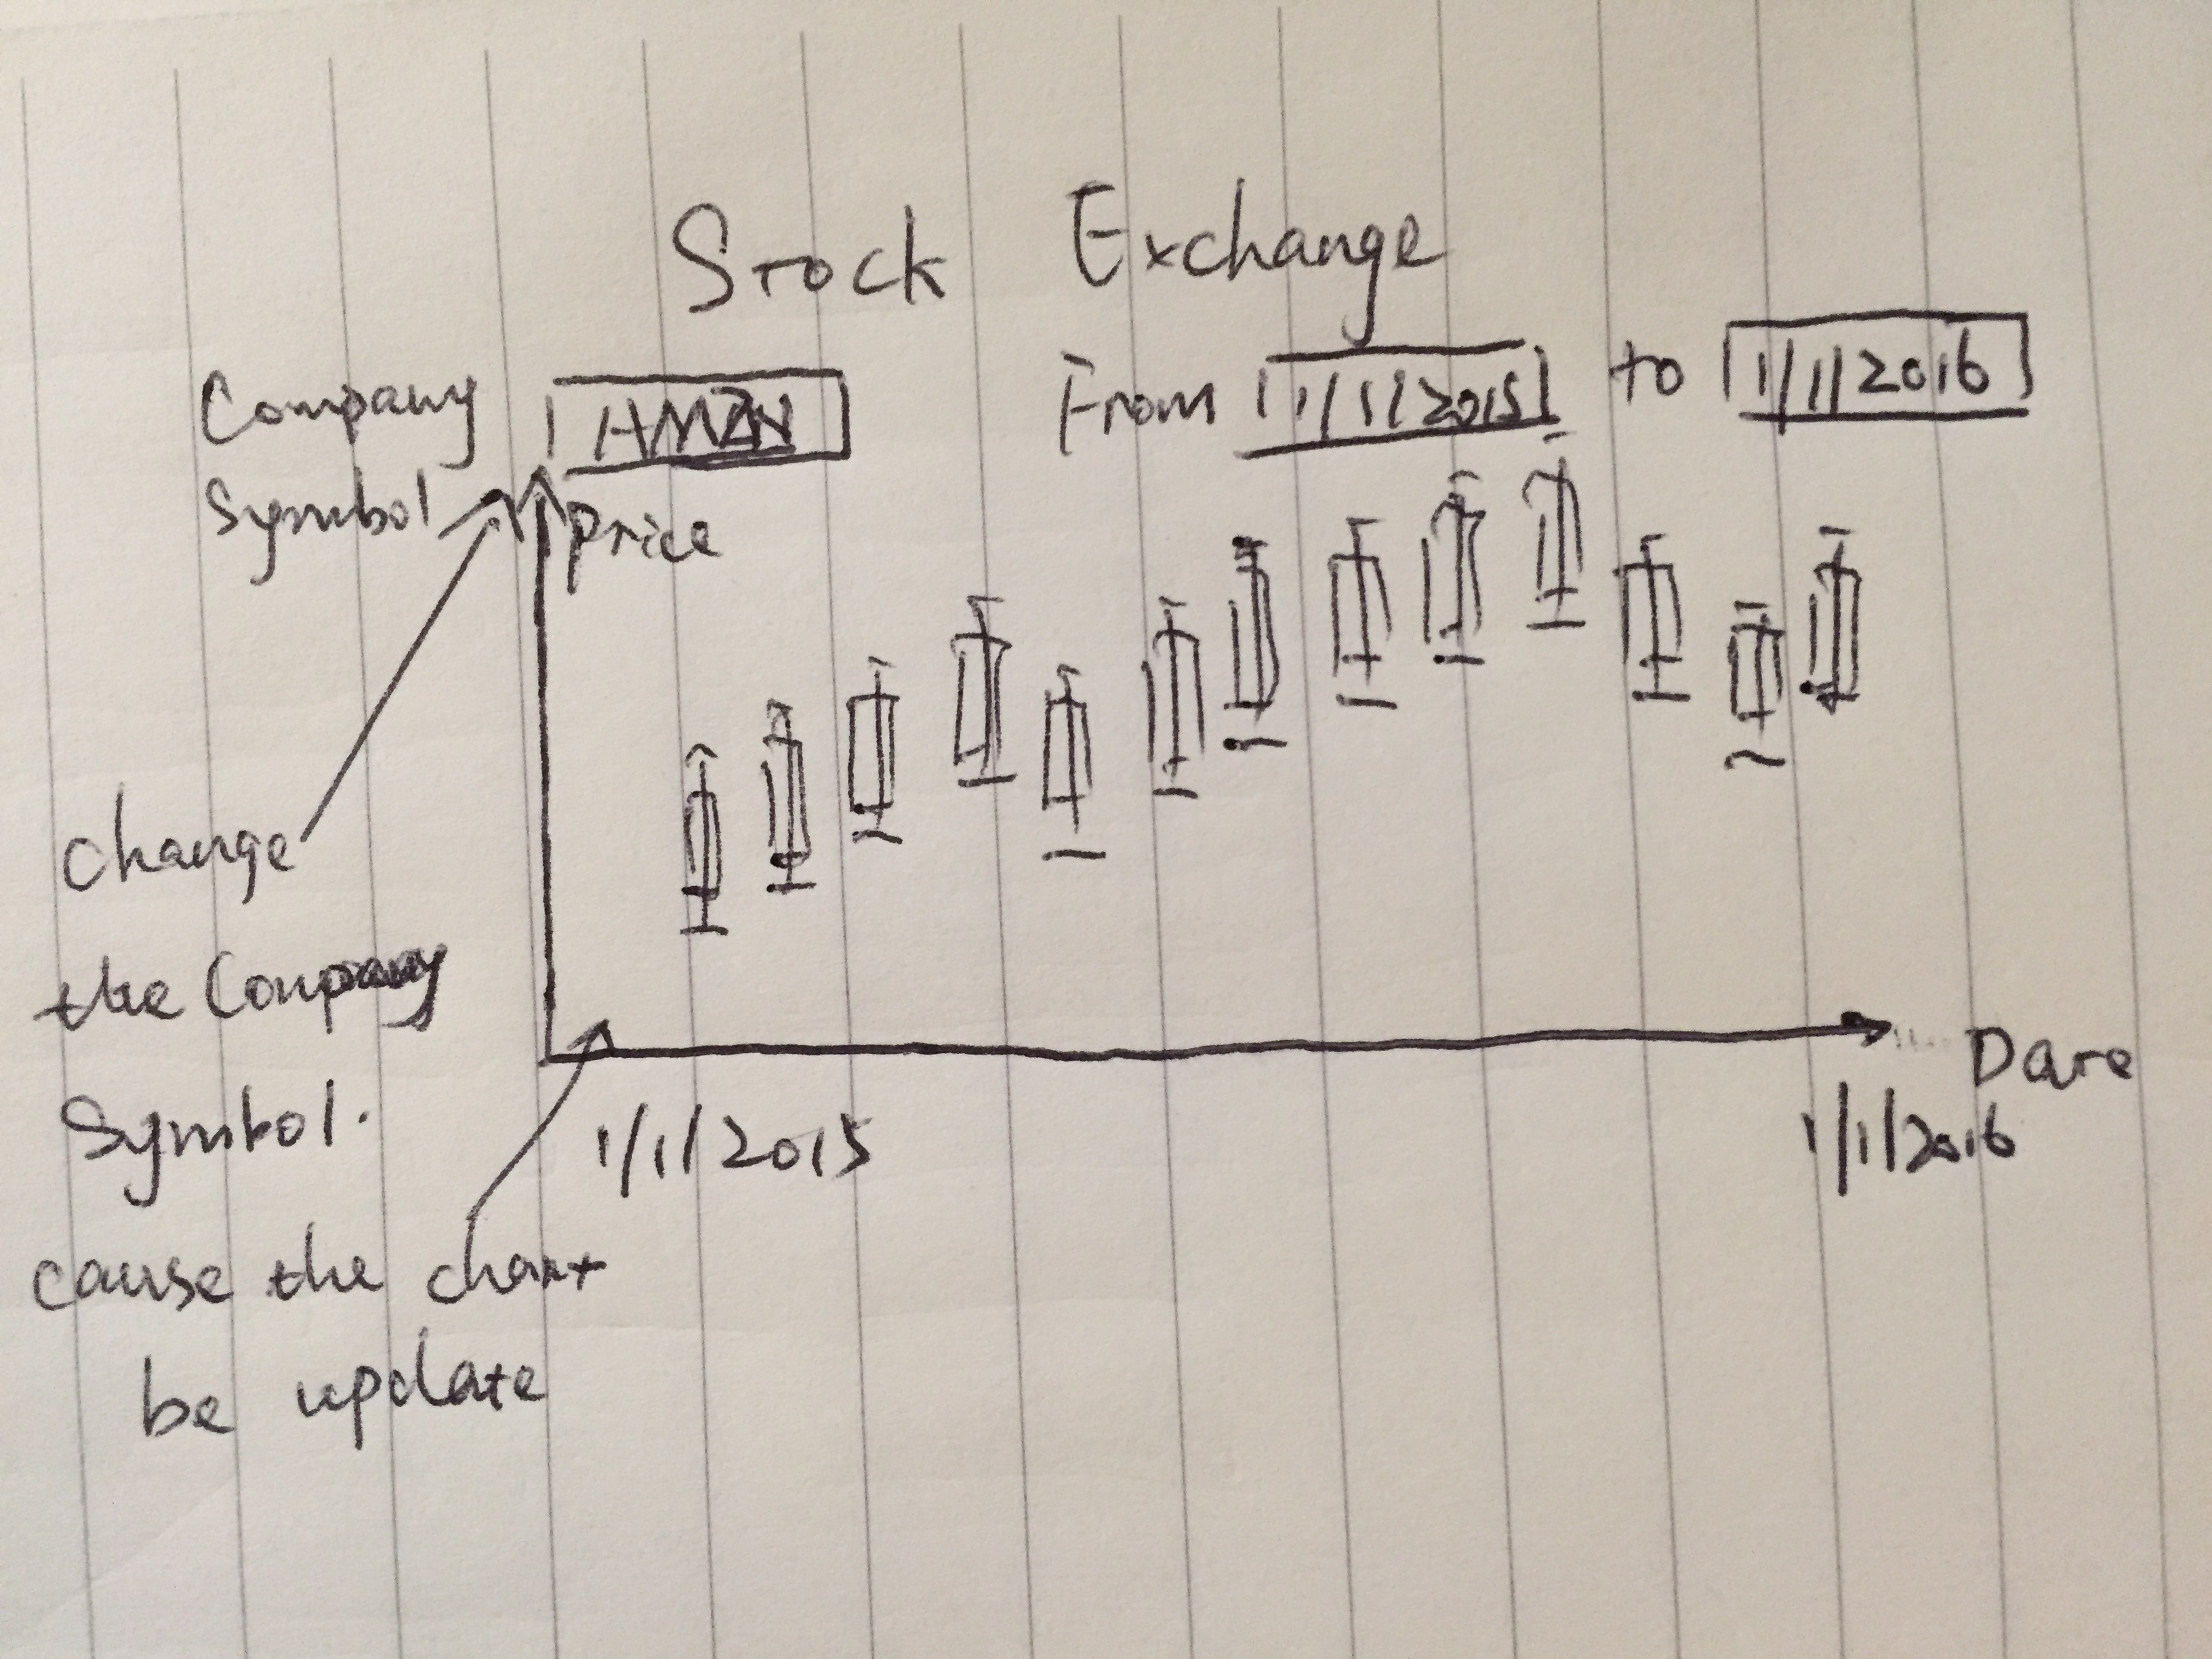 Stock Exchange
Company Symbol AMZN From 1/1/2015 to 1/1/2016
Price
Change
the Company
Symbol.
cause the chart
be update
1/1/2015
Date
1/1/2016